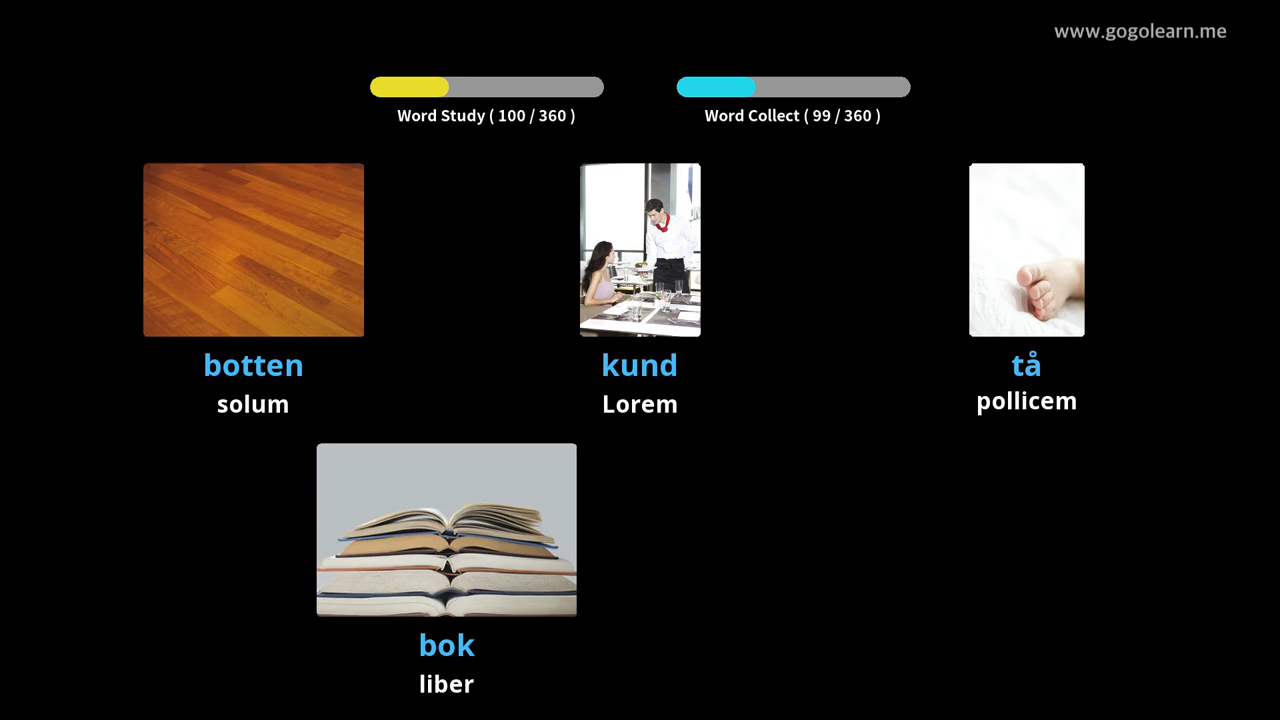 www.gogolearn.me
Word Study ( 100 / 360 )
Word Collect ( 99 / 360 )
botten
solum
kund
Lorem
tå
pollicem
bok
liber